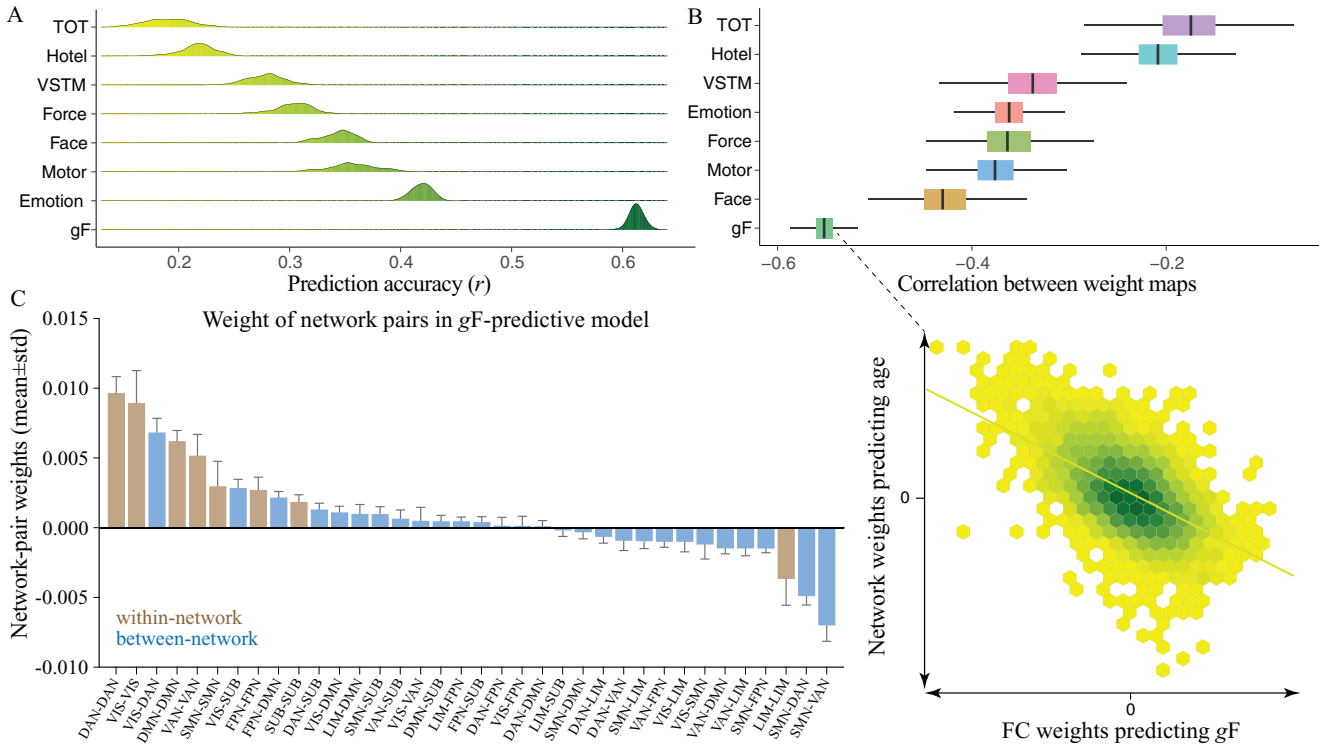 A
TOT
Hotel
VSTM
Force
Face
Motor
Emotion
gF
0.2
0.3
0.4
0.5
0.6
Prediction accuracy (r)
B
TOT
Hotel
VSTM
Emotion
Force
Motor
Face
gF
−0.6
−0.4
−0.2
Correlation between weight maps
C
Weight of network pairs in gF-predictive model
Network-pair weights (mean±std)
0.015
0.010
0.005
0.000
-0.005
-0.010
within-network
between-network
DAN-DAN
VIS-VIS
VIS-DAN
DMN-DMN
VAN-VAN
SMN-SMN
VIS-SUB
FPN-FPN
FPN-DMN
SUB-SUB
DAN-SUB
VIS-DMN
LIM-DMN
SMN-SUB
VAN-SUB
VIS-VAN
DMN-SUB
LIM-FPN
FPN-SUB
DAN-FPN
VIS-FPN
DAN-DMN
LIM-SUB
SMN-DMN
DAN-LIM
DAN-VAN
SMN-LIM
VAN-FPN
VIS-LIM
VIS-SMN
VAN-DMN
VAN-LIM
SMN-FPN
LIM-LIM
SMN-DAN
SMN-VAN
Network weights predicting age
0
0
FC weights predicting gF